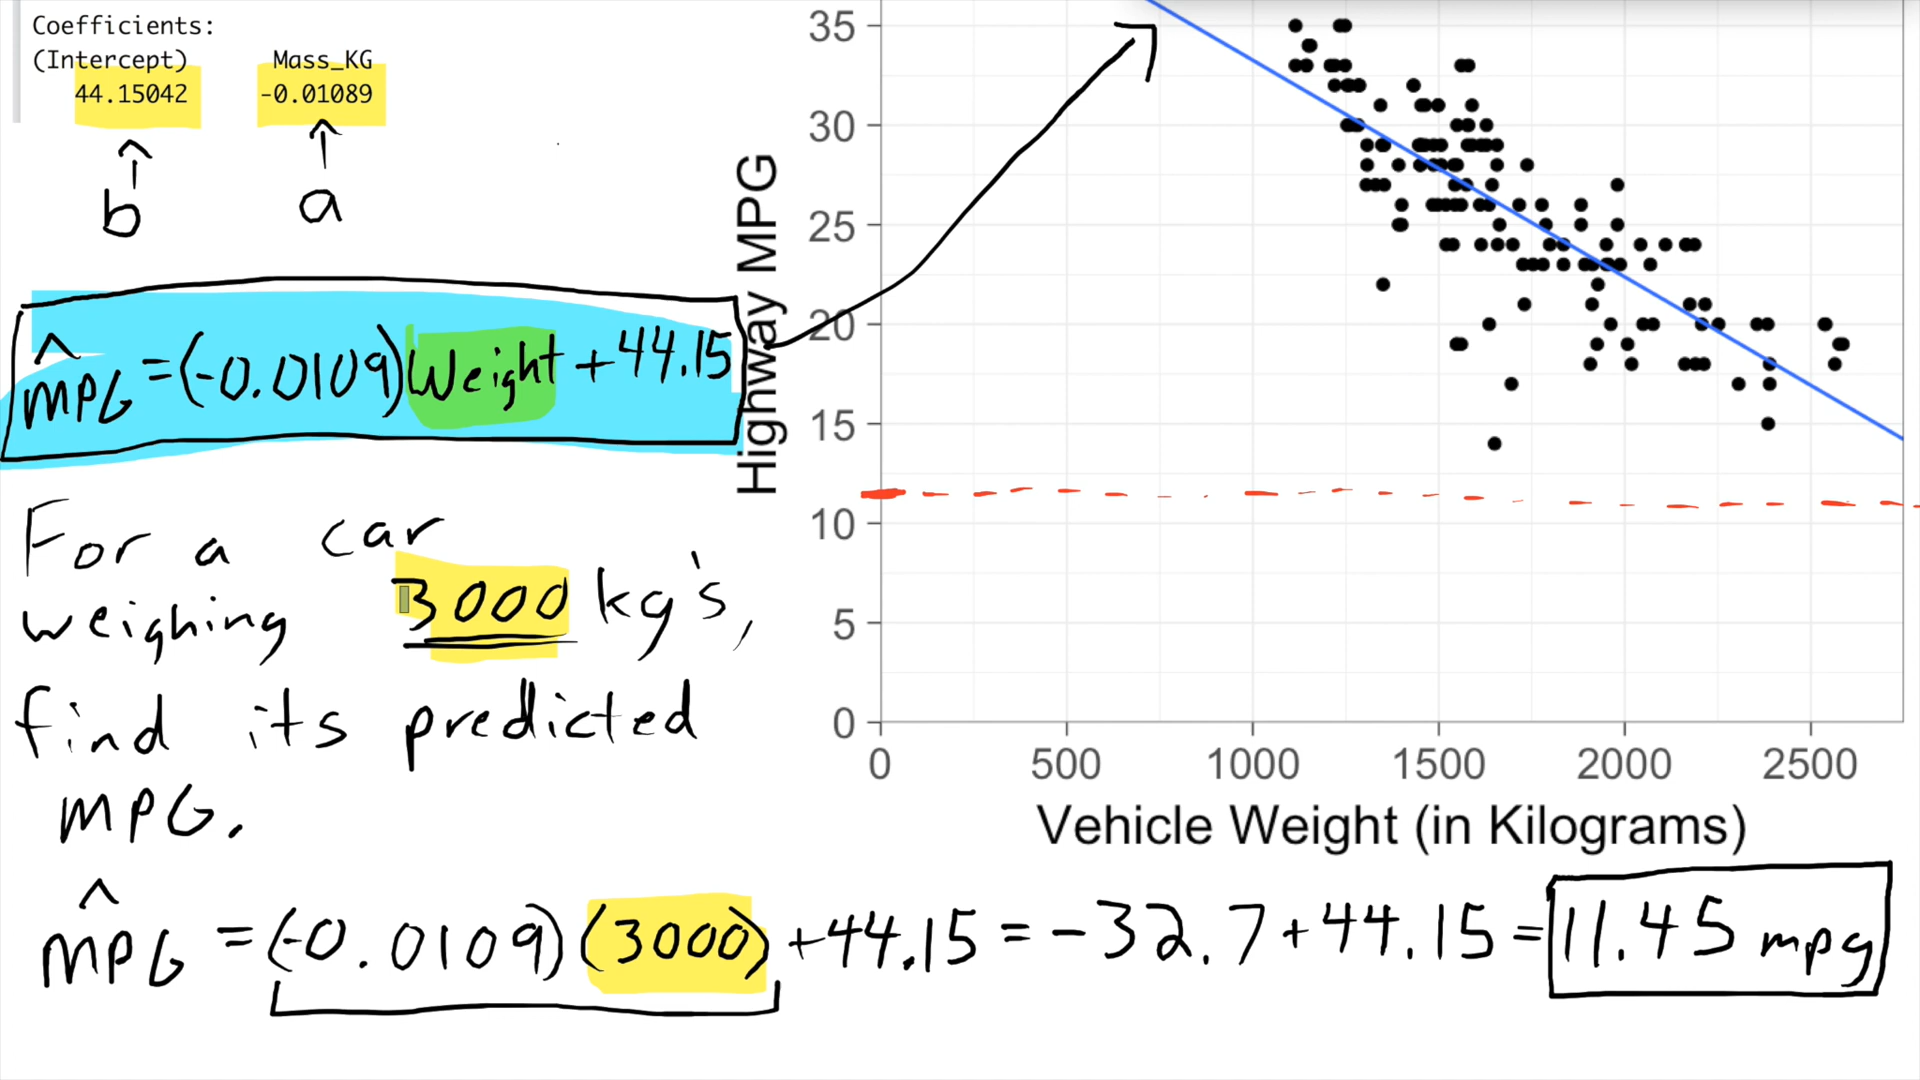 Coefficients:
(Intercept) Mass_KG
44.15042 -0.01089
b a
^
MPG = (-0.0109)Weight + 44.15
For a car
weighing 3000 kg's,
find its predicted
MPG.
^
MPG = (-0.0109)(3000) + 44.15 = -32.7 + 44.15 = 11.45 mpg
Highway MPG
35
30
25
20
15
10
5
0
0 500 1000 1500 2000 2500
Vehicle Weight (in Kilograms)